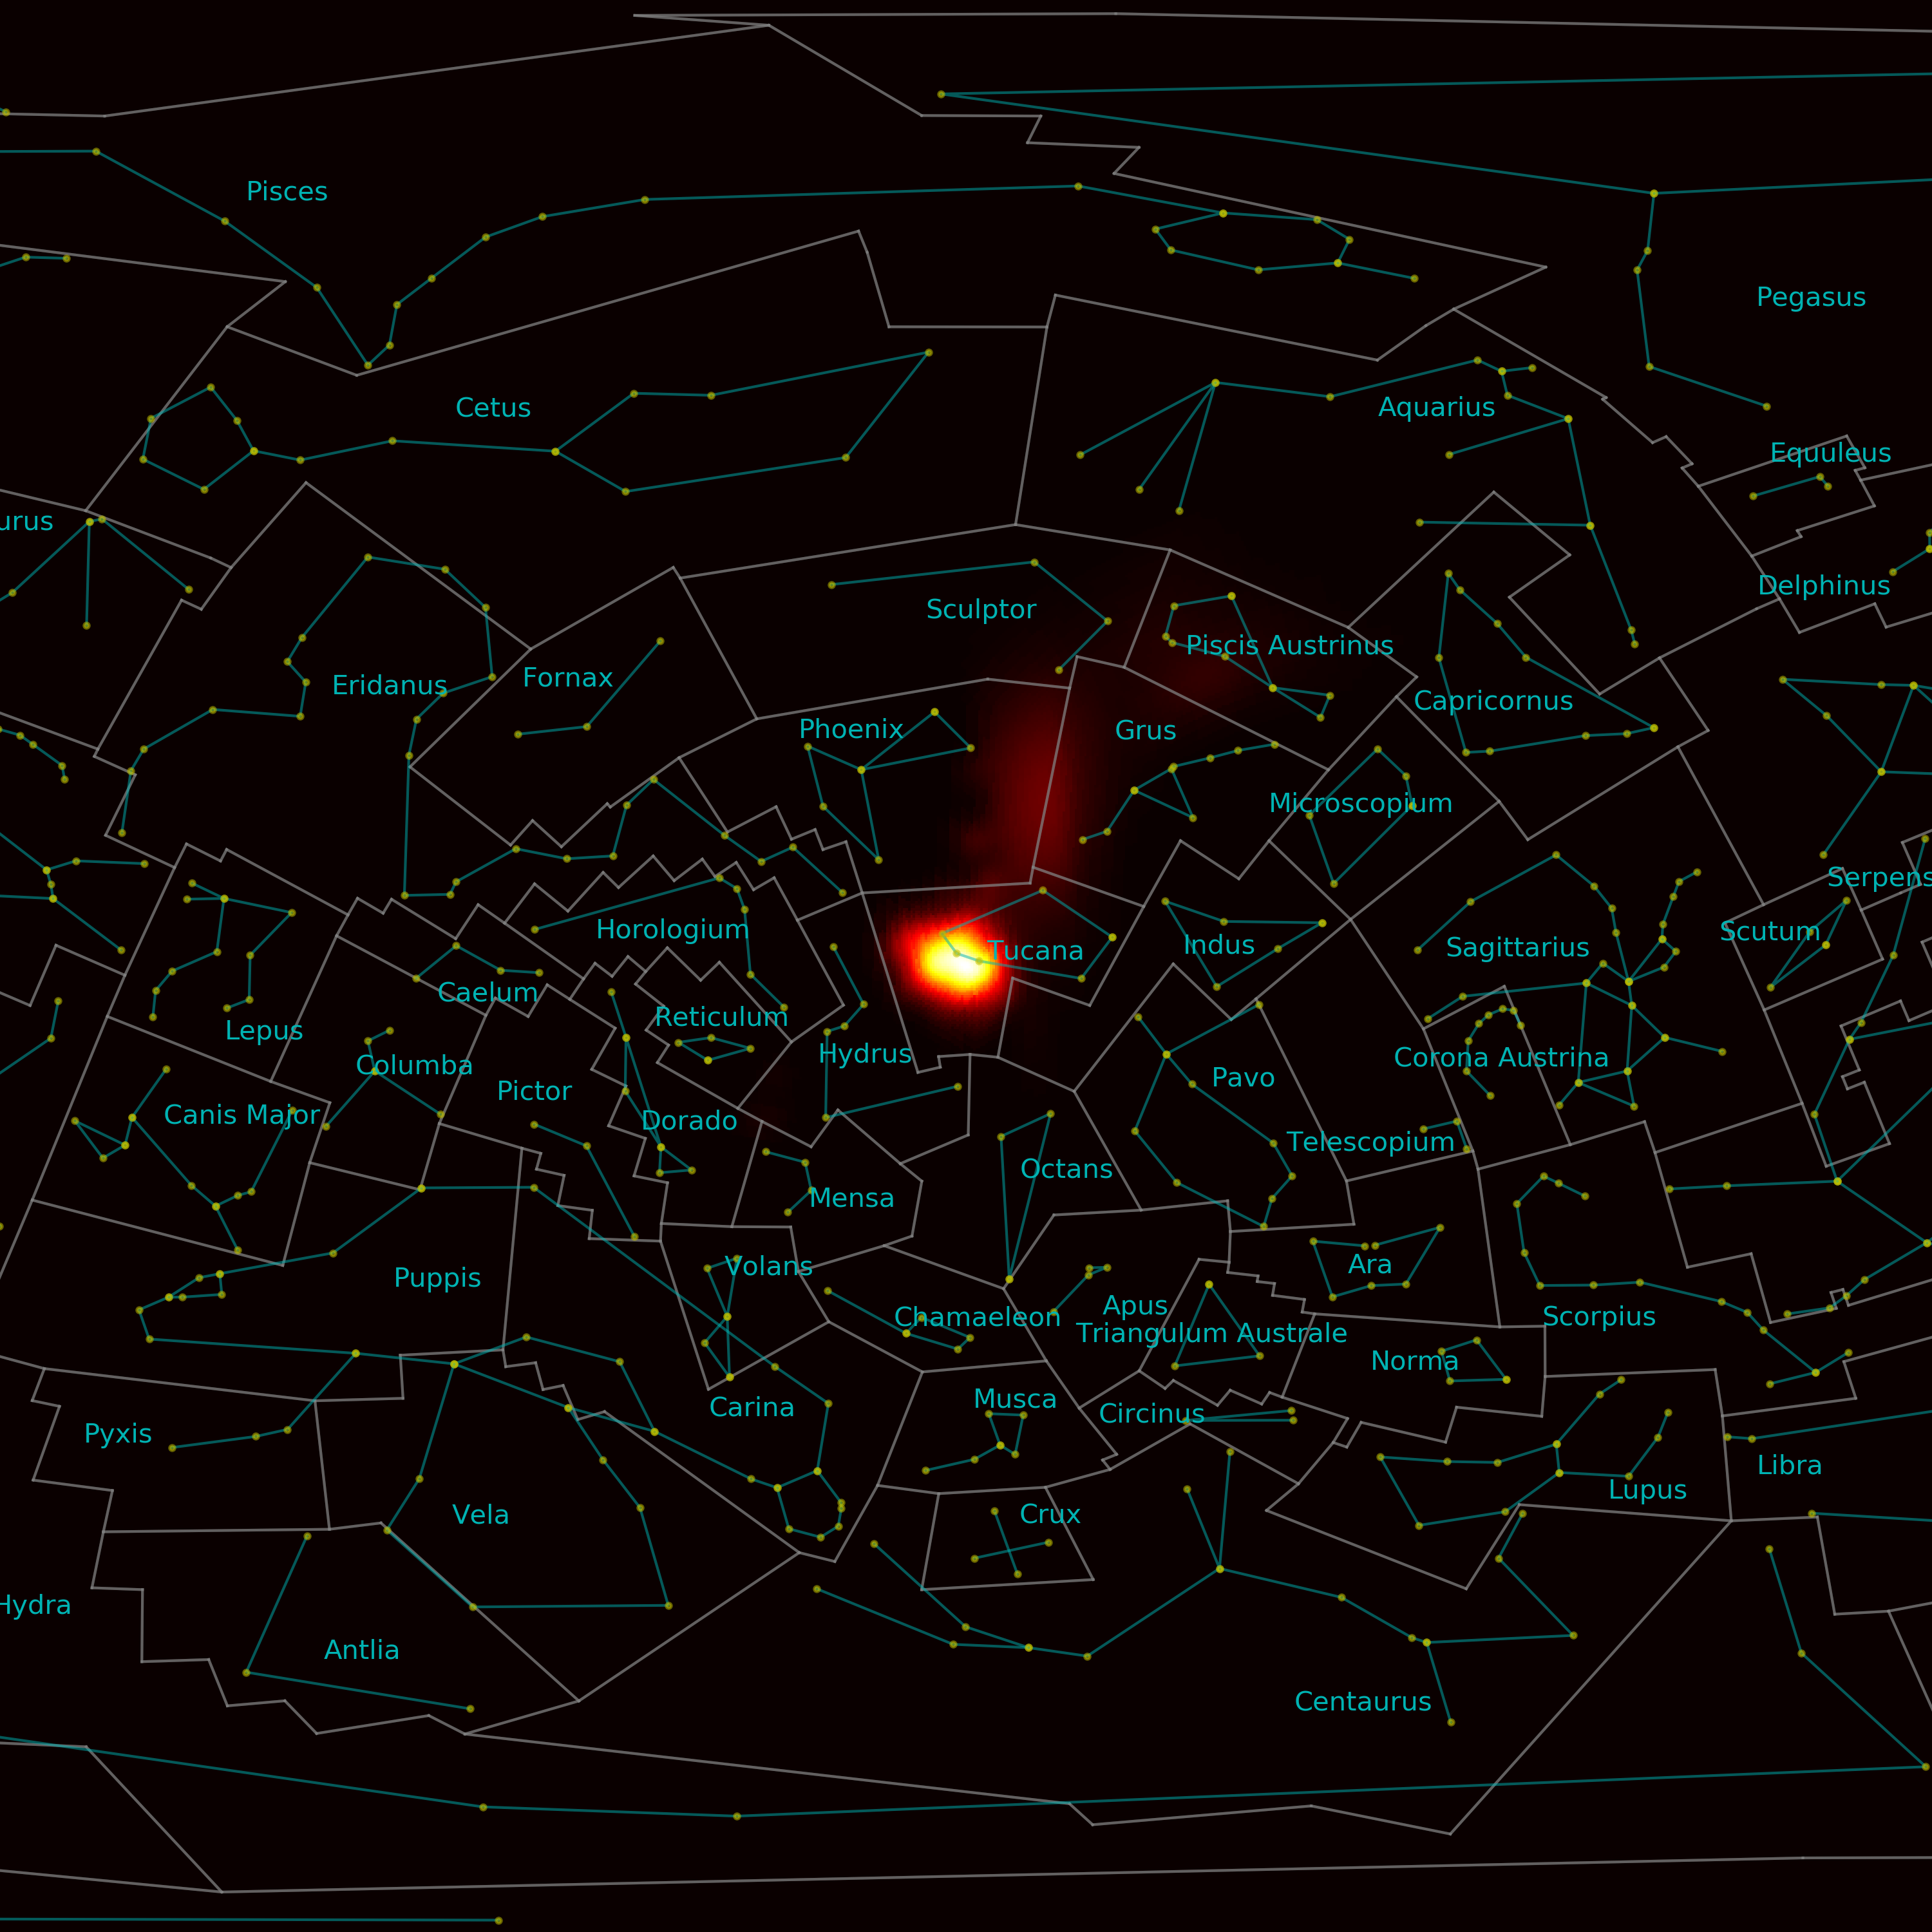 Pisces
Pegasus
Cetus
Aquarius
Equuleus
urus
Delphinus
Sculptor
Piscis Austrinus
Eridanus
Fornax
Capricornus
Phoenix
Grus
Microscopium
Serpens
Horologium
Tucana
Indus
Sagittarius
Scutum
Caelum
Lepus
Reticulum
Hydrus
Columba
Corona Austrina
Pictor
Pavo
Canis Major
Dorado
Telescopium
Octans
Mensa
Puppis
Volans
Ara
Chamaeleon
Apus
Scorpius
Triangulum Australe
Norma
Carina
Musca
Circinus
Pyxis
Libra
Vela
Crux
Lupus
Hydra
Antlia
Centaurus